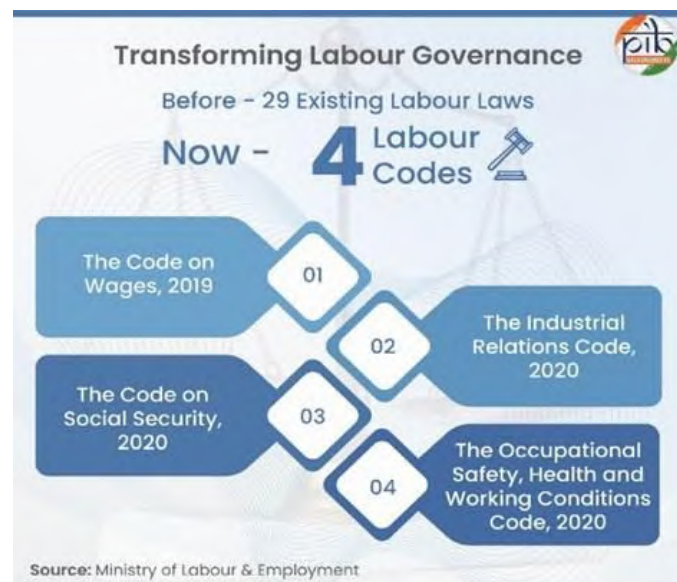 Transforming Labour Governance
pib
Before - 29 Existing Labour Laws
Now - 4 Labour
Codes
The Code on
Wages, 2019
01
02
The Industrial
Relations Code,
2020
The Code on
Social Security,
2020
03
04
The Occupational
Safety, Health and
Working Conditions
Code, 2020
Source: Ministry of Labour & Employment